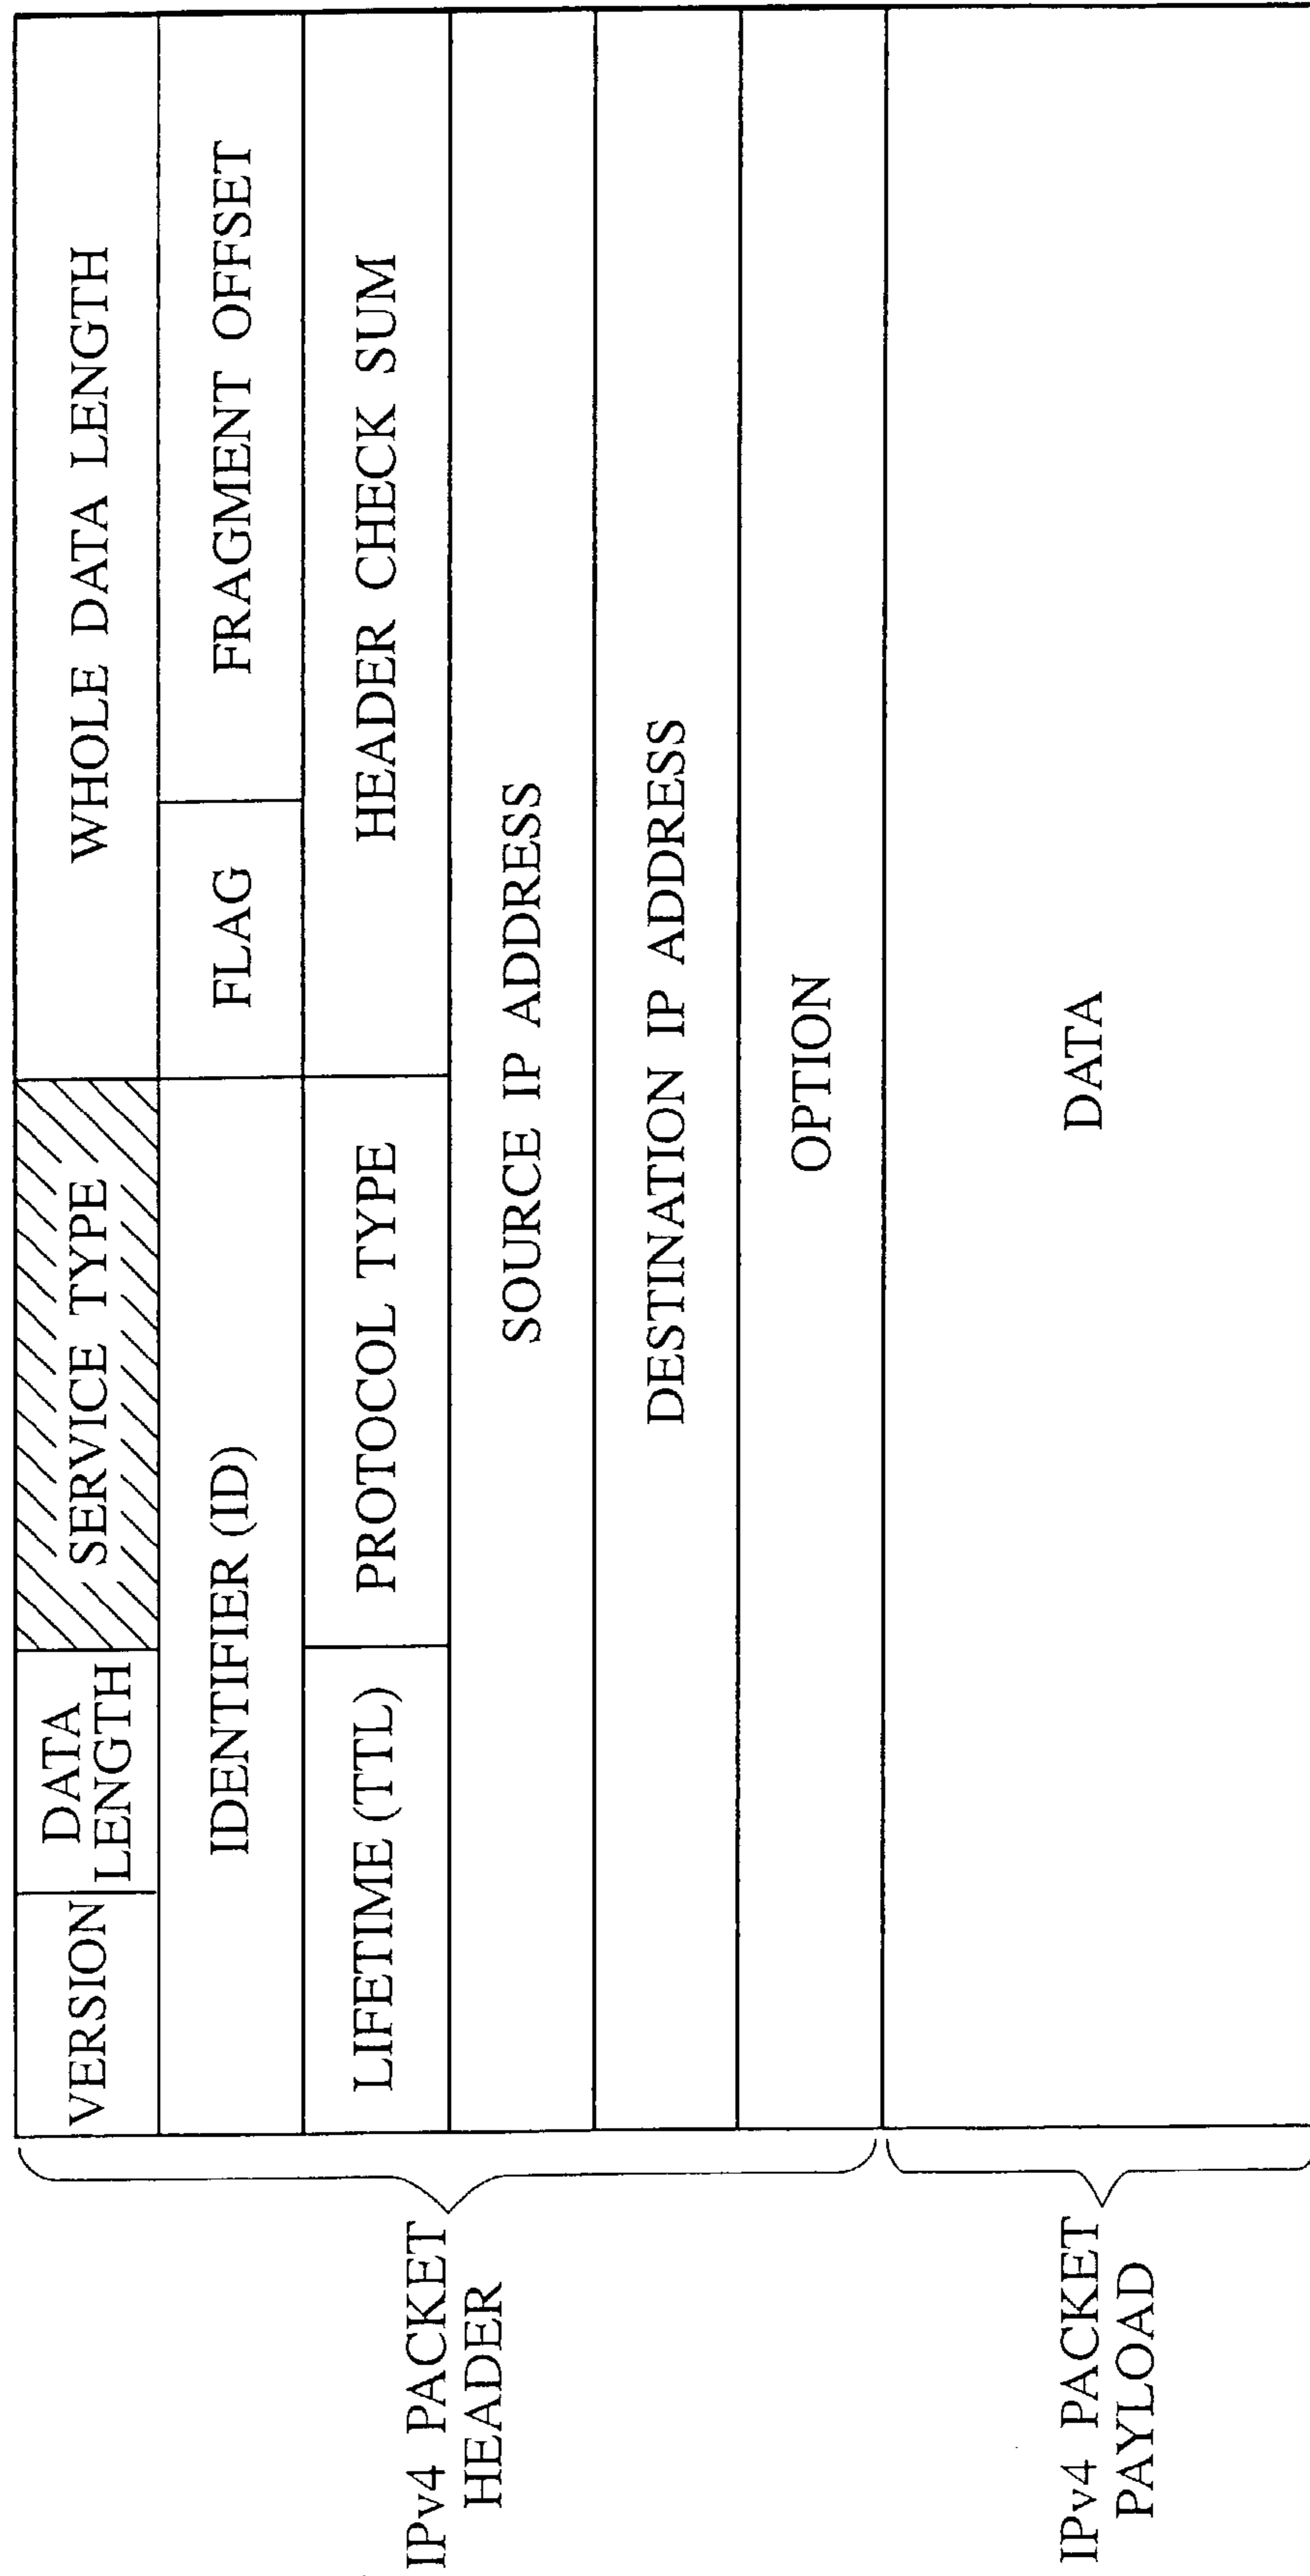 IPv4 PACKET
HEADER
VERSION
DATA
LENGTH
SERVICE TYPE
WHOLE DATA LENGTH
IDENTIFIER (ID)
FLAG
FRAGMENT OFFSET
LIFETIME (TTL)
PROTOCOL TYPE
HEADER CHECK SUM
SOURCE IP ADDRESS
DESTINATION IP ADDRESS
OPTION
IPv4 PACKET
PAYLOAD
DATA